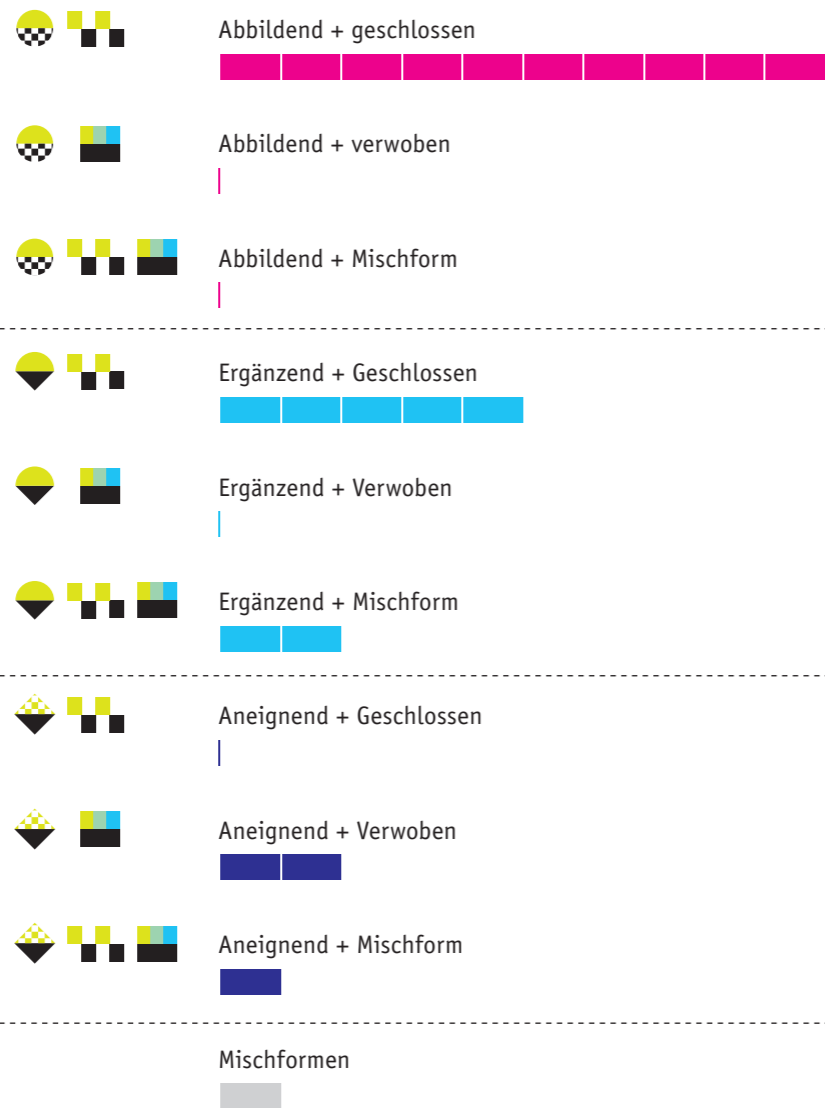 Abbildend + geschlossen
Abbildend + verwoben
Abbildend + Mischform
Ergänzend + Geschlossen
Ergänzend + Verwoben
Ergänzend + Mischform
Aneignend + Geschlossen
Aneignend + Verwoben
Aneignend + Mischform
Mischformen